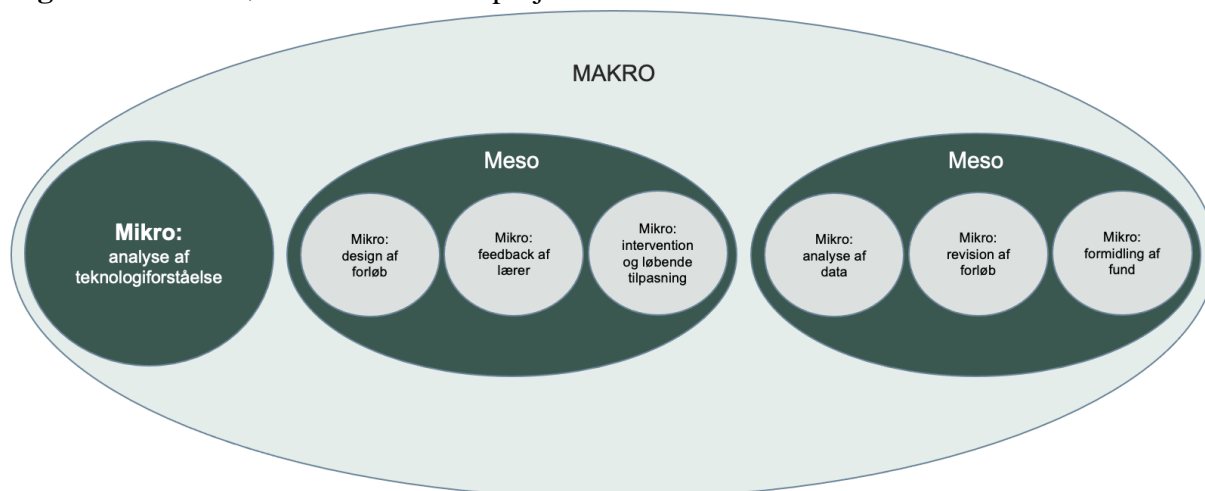 MAKRO
Mikro:
analyse af
teknologiforståelse
Meso
Mikro:
design af
forløb
Mikro:
feedback af
lærer
Mikro:
intervention
og løbende
tilpasning
Meso
Mikro:
analyse af
data
Mikro:
revision af
forløb
Mikro:
formidling af
fund